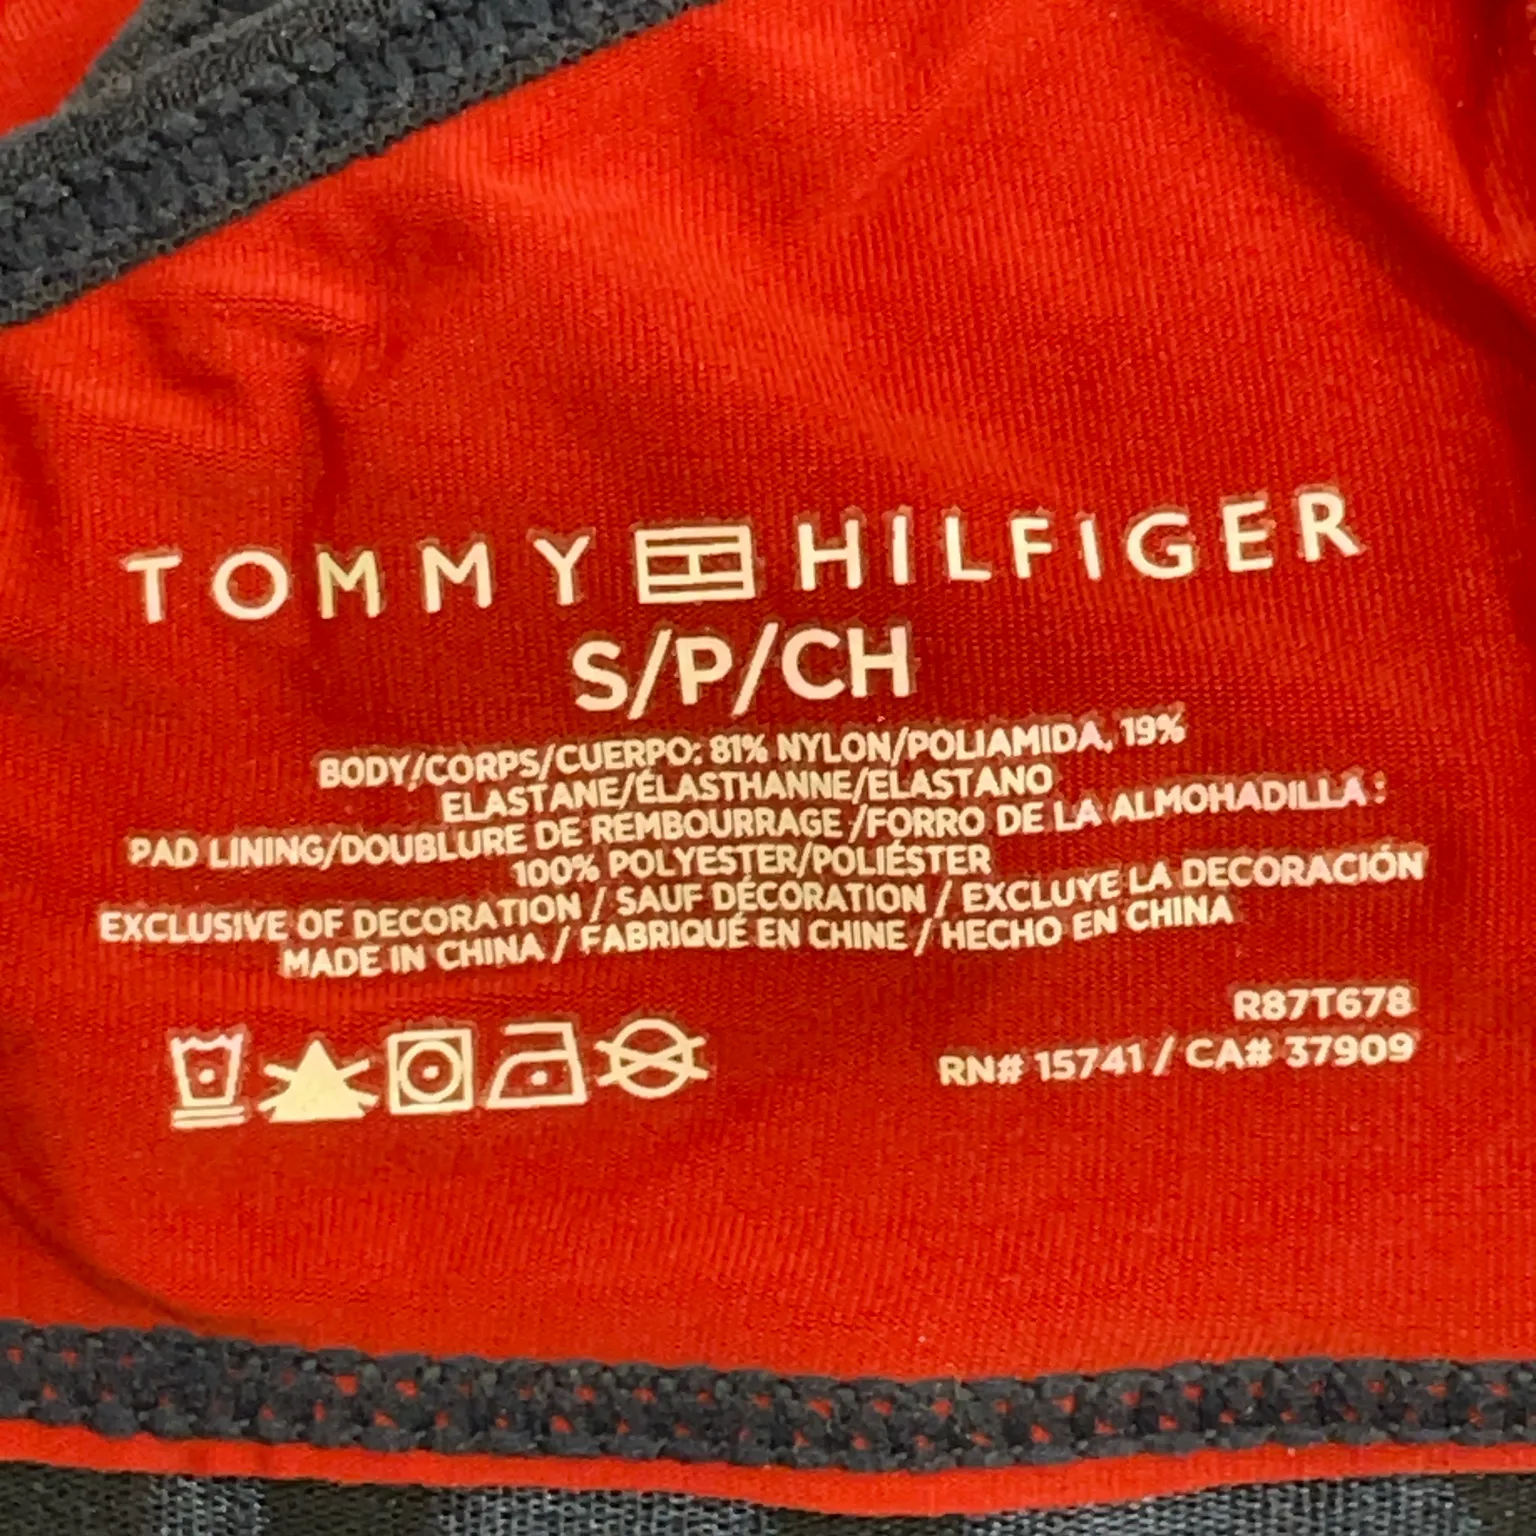 TOMMY HILFIGER
S/P/CH
BODY/CORPS/CUERPO: 81% NYLON/POLIAMIDA, 19%
ELASTANE/ÉLASTHANNE/ELASTANO
PAD LINING/DOUBLURE DE REMBOURRAGE /FORRO DE LA ALMOHADILLA :
100% POLYESTER/POLIÉSTER
EXCLUSIVE OF DECORATION / SAUF DÉCORATION / EXCLUYE LA DECORACIÓN
MADE IN CHINA / FABRIQUÉ EN CHINE / HECHO EN CHINA
R87T678
RN# 15741 / CA# 37909